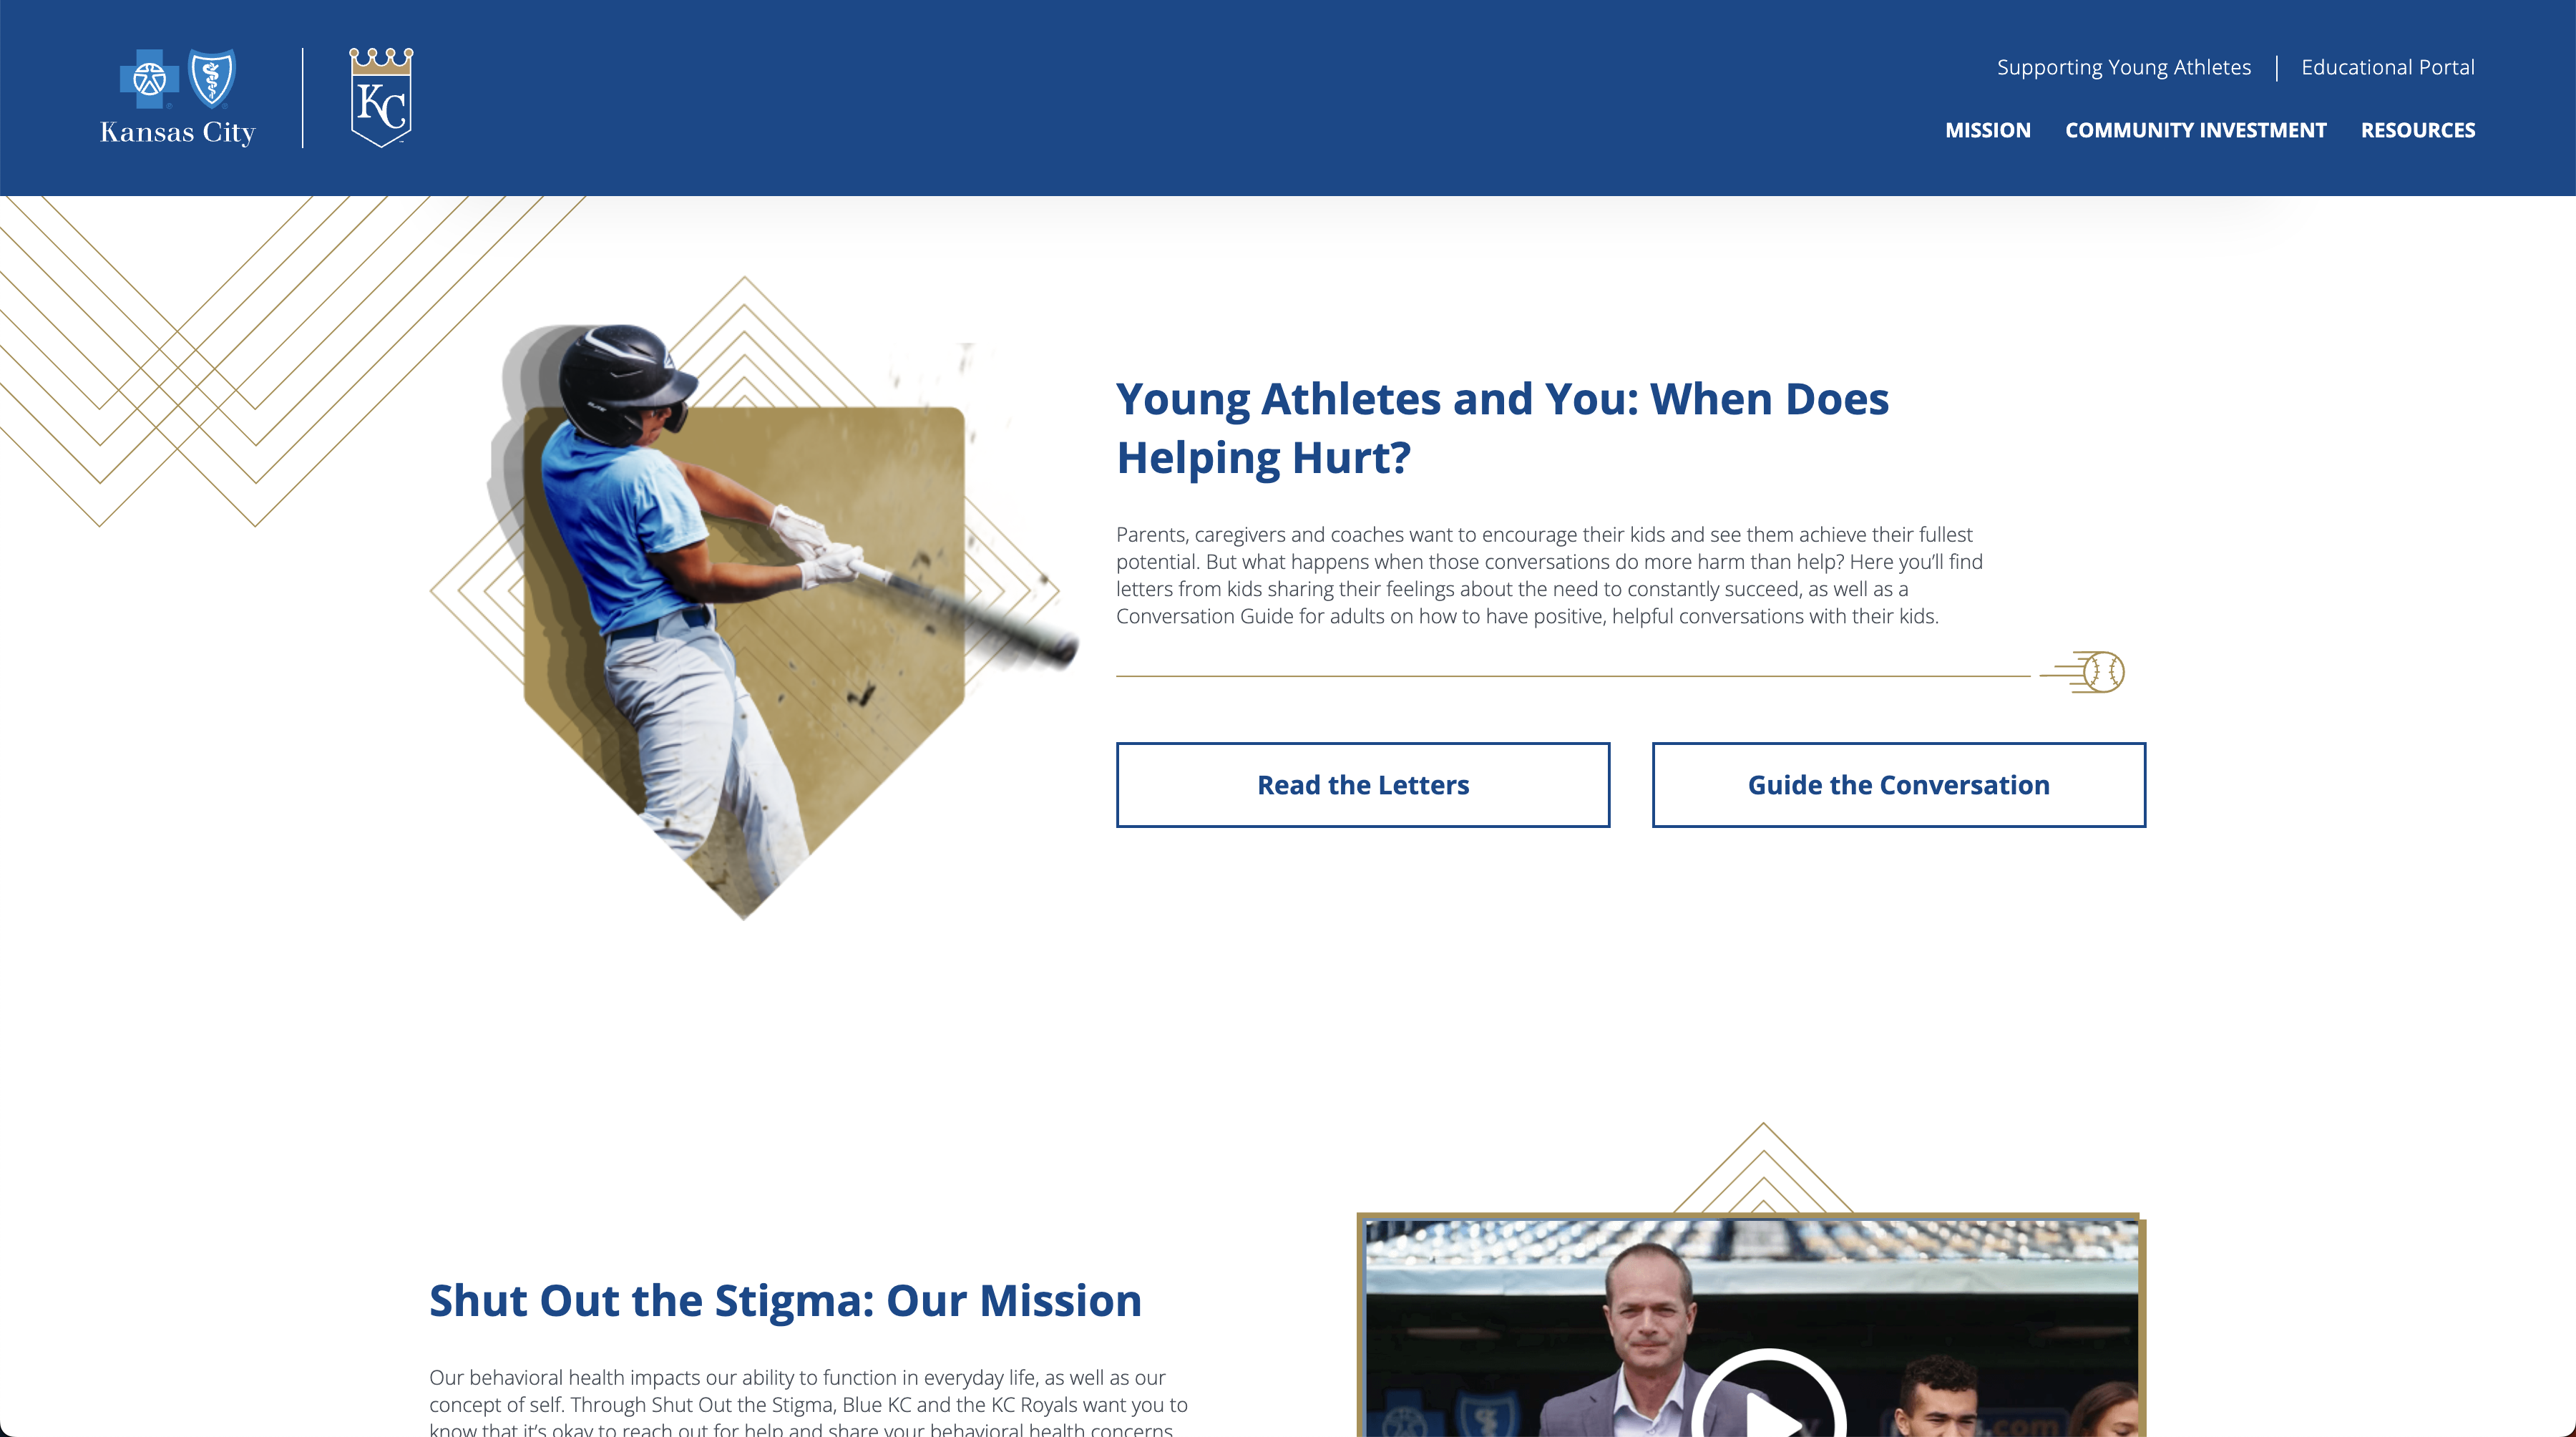 Kansas City
KC
Supporting Young Athletes
Educational Portal
MISSION
COMMUNITY INVESTMENT
RESOURCES
Young Athletes and You: When Does
Helping Hurt?
Parents, caregivers and coaches want to encourage their kids and see them achieve their fullest
potential. But what happens when those conversations do more harm than help? Here you’ll find
letters from kids sharing their feelings about the need to constantly succeed, as well as a
Conversation Guide for adults on how to have positive, helpful conversations with their kids.
Read the Letters
Guide the Conversation
Shut Out the Stigma: Our Mission
Our behavioral health impacts our ability to function in everyday life, as well as our
concept of self. Through Shut Out the Stigma, Blue KC and the KC Royals want you to
know that it’s okay to reach out for help and share your behavioral health concerns
.com